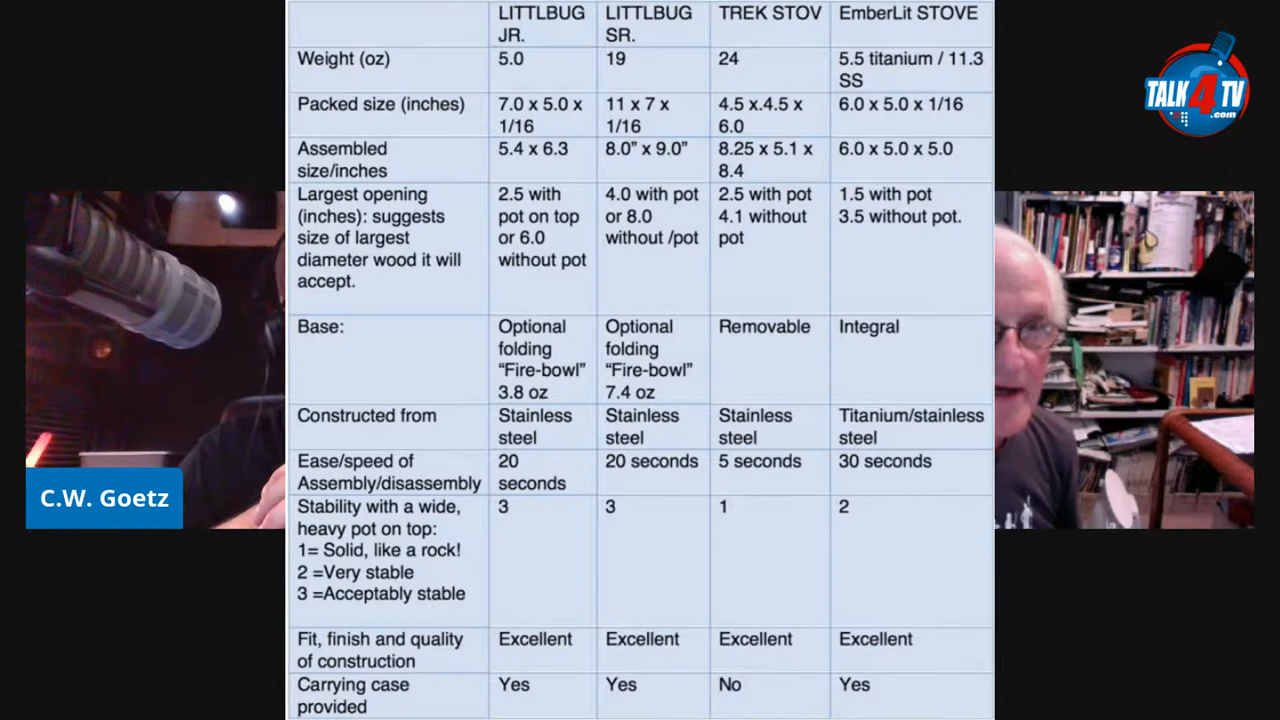 LITTLBUG JR.
LITTLBUG SR.
TREK STOV
EmberLit STOVE
Weight (oz)
5.0
19
24
5.5 titanium / 11.3 SS
Packed size (inches)
7.0 x 5.0 x 1/16
11 x 7 x 1/16
4.5 x.4.5 x 6.0
6.0 x 5.0 x 1/16
Assembled size/inches
5.4 x 6.3
8.0” x 9.0”
8.25 x 5.1 x 8.4
6.0 x 5.0 x 5.0
Largest opening (inches): suggests size of largest diameter wood it will accept.
2.5 with pot on top or 6.0 without pot
4.0 with pot or 8.0 without /pot
2.5 with pot 4.1 without pot
1.5 with pot 3.5 without pot.
Base:
Optional folding “Fire-bowl” 3.8 oz
Optional folding “Fire-bowl” 7.4 oz
Removable
Integral
Constructed from
Stainless steel
Stainless steel
Stainless steel
Titanium/stainless steel
Ease/speed of Assembly/disassembly
20 seconds
20 seconds
5 seconds
30 seconds
Stability with a wide, heavy pot on top:
1= Solid, like a rock!
2 =Very stable
3 =Acceptably stable
3
3
1
2
Fit, finish and quality of construction
Excellent
Excellent
Excellent
Excellent
Carrying case provided
Yes
Yes
No
Yes
TALK4TV
.com
C.W. Goetz